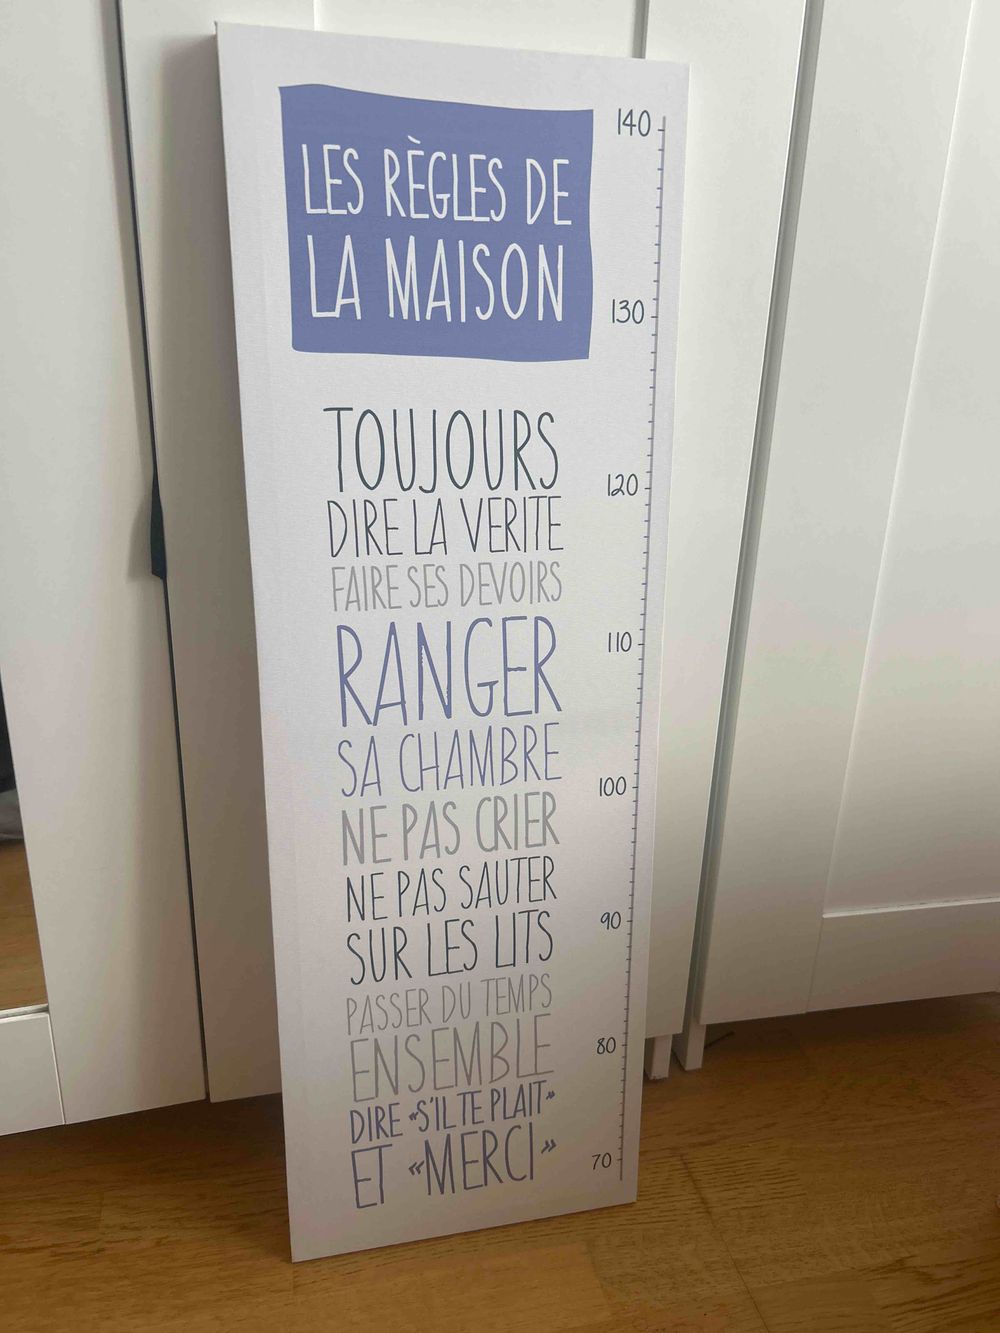 LES RÈGLES DE
LA MAISON
TOUJOURS
DIRE LA VERITE
FAIRE SES DEVOIRS
RANGER
SA CHAMBRE
NE PAS CRIER
NE PAS SAUTER
SUR LES LITS
PASSER DU TEMPS
ENSEMBLE
DIRE «S'IL TE PLAIT»
ET «MERCI»
140
130
120
110
100
90
80
70